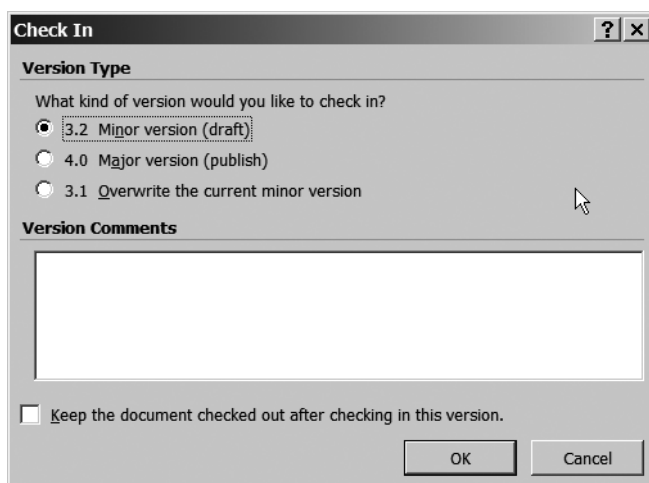 Check In
Version Type
What kind of version would you like to check in?
3.2 Minor version (draft)
4.0 Major version (publish)
3.1 Overwrite the current minor version
Version Comments
Keep the document checked out after checking in this version.
OK Cancel